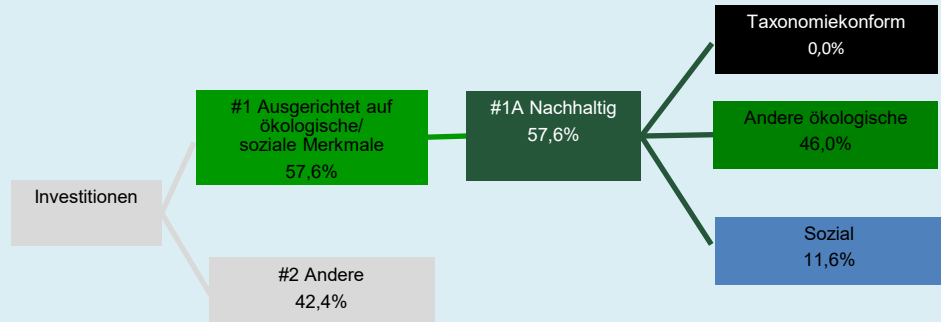 Investitionen
#1 Ausgerichtet auf
ökologische/
soziale Merkmale
57,6%
#2 Andere
42,4%
#1A Nachhaltig
57,6%
Taxonomiekonform
0,0%
Andere ökologische
46,0%
Sozial
11,6%